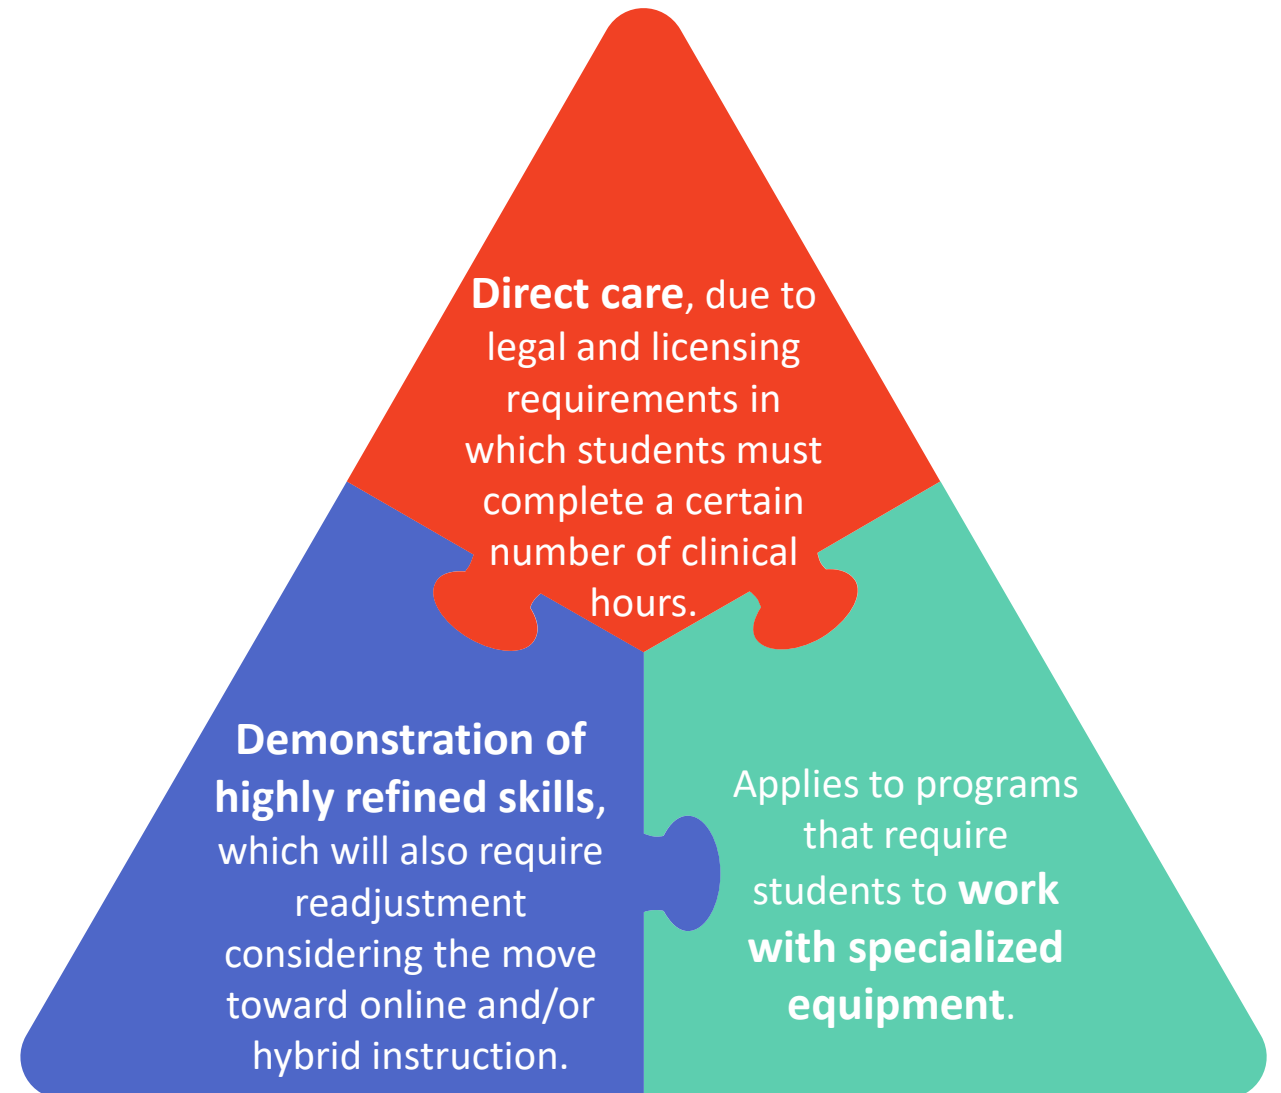 Direct care, due to
legal and licensing
requirements in
which students must
complete a certain
number of clinical
hours.
Demonstration of
highly refined skills,
which will also require
readjustment
considering the move
toward online and/or
hybrid instruction.
Applies to programs
that require
students to work
with specialized
equipment.